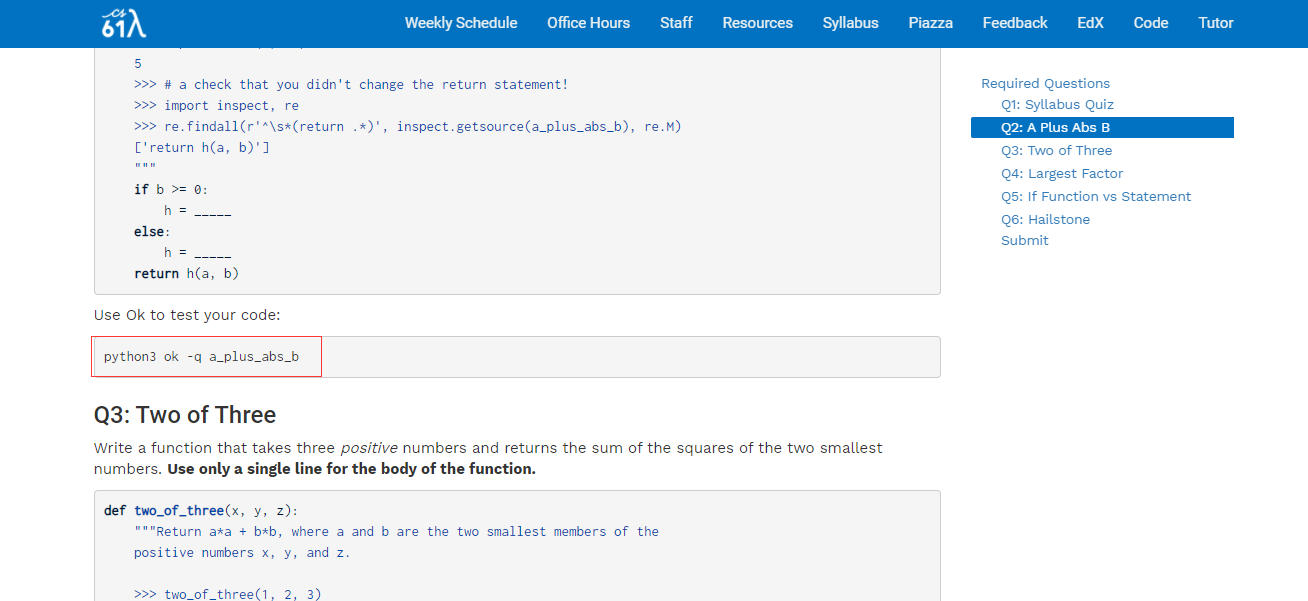 CS 61λ
Weekly Schedule Office Hours Staff Resources Syllabus Piazza Feedback EdX Code Tutor
5
>>> # a check that you didn't change the return statement!
>>> import inspect, re
>>> re.findall(r'^\s*(return .*)', inspect.getsource(a_plus_abs_b), re.M)
['return h(a, b)']
"""
if b >= 0:
h = _____
else:
h = _____
return h(a, b)
Use Ok to test your code:
python3 ok -q a_plus_abs_b
Q3: Two of Three
Write a function that takes three positive numbers and returns the sum of the squares of the two smallest
numbers. Use only a single line for the body of the function.
def two_of_three(x, y, z):
"""Return a*a + b*b, where a and b are the two smallest members of the
positive numbers x, y, and z.
>>> two_of_three(1, 2, 3)
Required Questions
Q1: Syllabus Quiz
Q2: A Plus Abs B
Q3: Two of Three
Q4: Largest Factor
Q5: If Function vs Statement
Q6: Hailstone
Submit